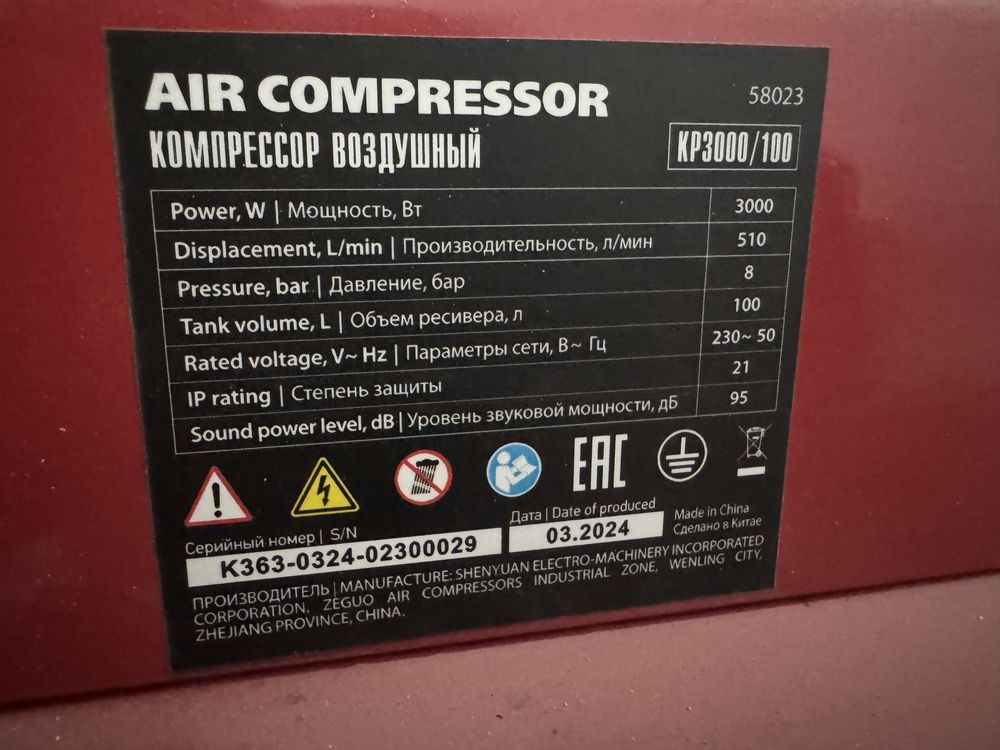 AIR COMPRESSOR
58023
КОМПРЕССОР ВОЗДУШНЫЙ
KP3000/100
Power, W | Мощность, Вт 3000
Displacement, L/min | Производительность, л/мин 510
Pressure, bar | Давление, бар 8
Tank volume, L | Объем ресивера, л 100
Rated voltage, V~ Hz | Параметры сети, В~ Гц 230~ 50
IP rating | Степень защиты 21
Sound power level, dB | Уровень звуковой мощности, дБ 95
EAC
Серийный номер | S/N
K363-0324-02300029
Дата | Date of produced
03.2024
Made in China
Сделано в Китае
ПРОИЗВОДИТЕЛЬ | MANUFACTURE: SHENYUAN ELECTRO-MACHINERY INCORPORATED
CORPORATION, ZEGUO AIR COMPRESSORS INDUSTRIAL ZONE, WENLING CITY,
ZHEJIANG PROVINCE, CHINA.